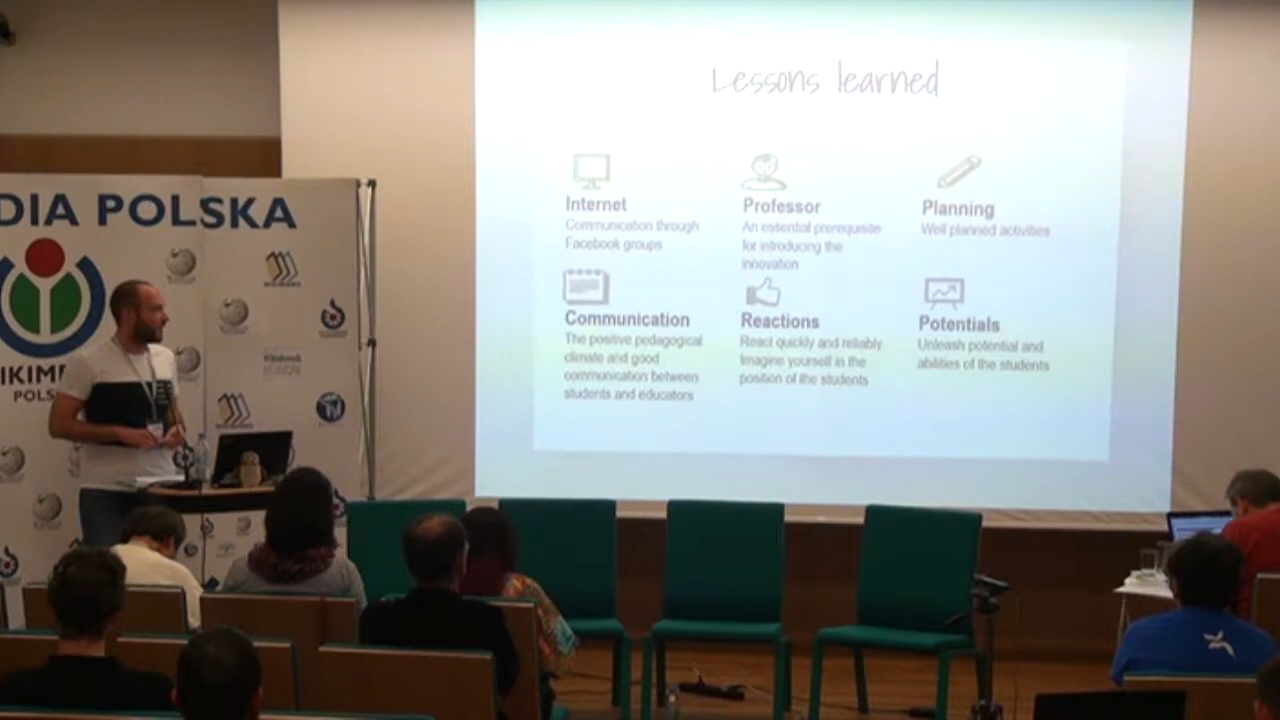 Lessons learned
Internet
Communication through
Facebook groups
Professor
An essential prerequisite
for introducing the
innovation
Planning
Well planned activities
Communication
The positive pedagogical
climate and good
communication between
students and educators
Reactions
React quickly and reliably.
Imagine yourself in the
position of the students
Potentials
Unleash potential and
abilities of the students
DIA POLSKA
IKIM
POLS